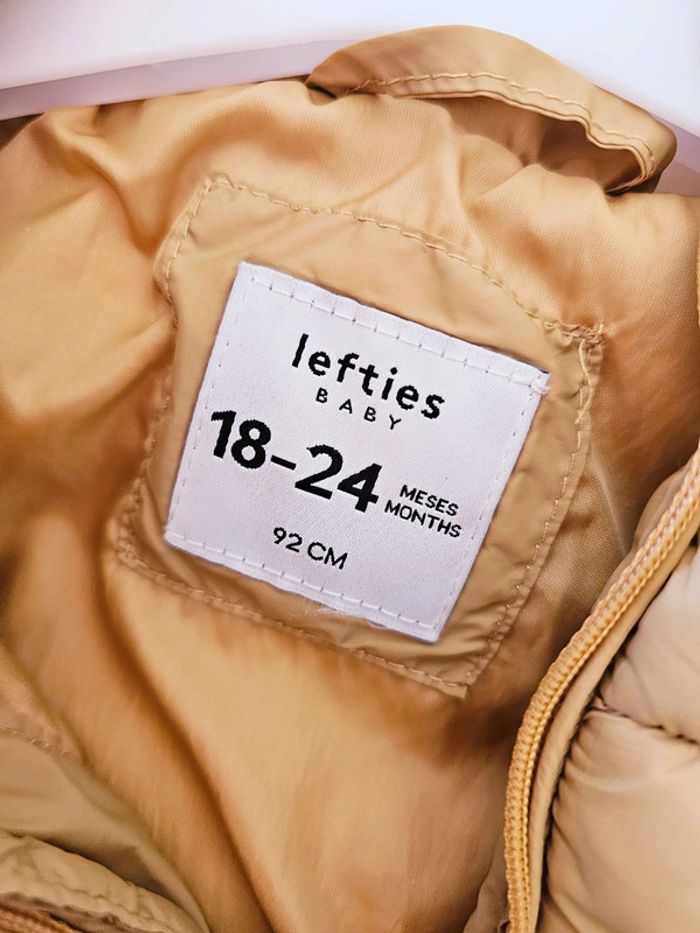 lefties
BABY
18-24 MESES
MONTHS
92 CM